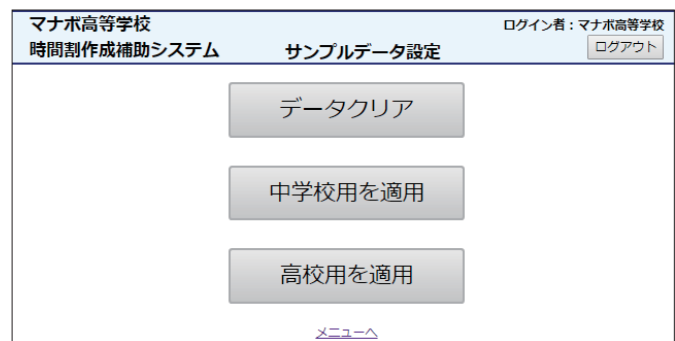 マナボ高等学校
ログイン者：マナボ高等学校
時間割作成補助システム
サンプルデータ設定
ログアウト
データクリア
中学校用を適用
高校用を適用
メニューへ